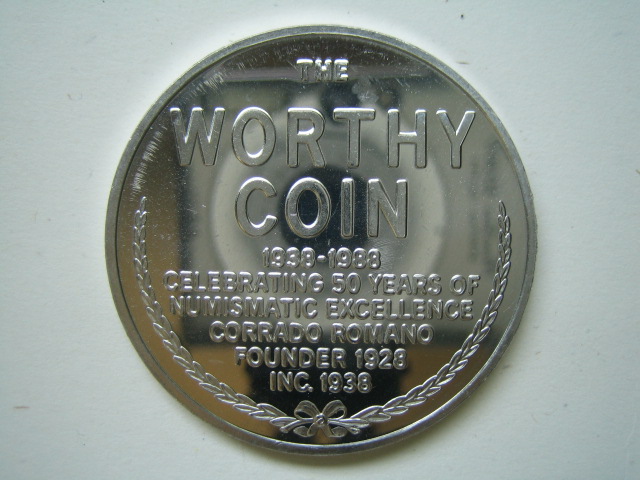 THE
WORTHY
COIN
1938-1988
CELEBRATING 50 YEARS OF
NUMISMATIC EXCELLENCE
CORRADO ROMANO
FOUNDER 1928
INC. 1938